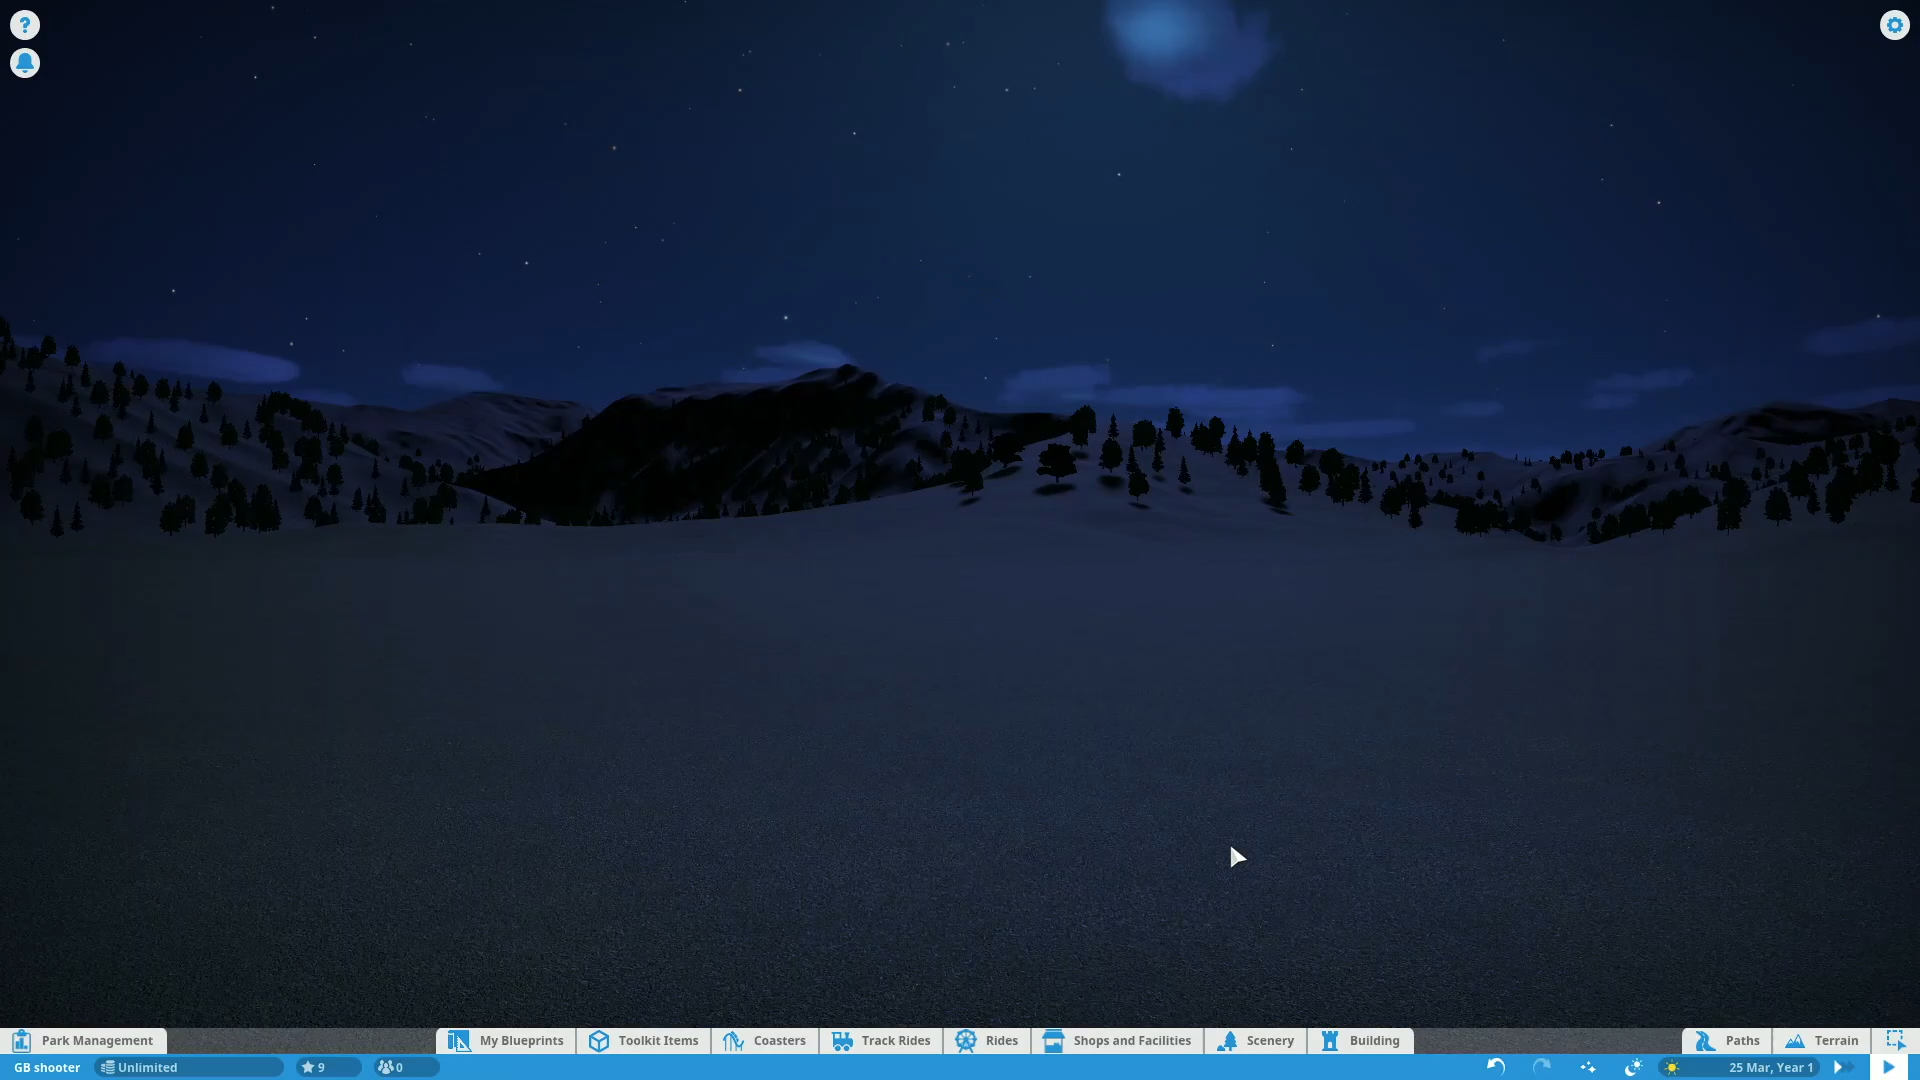 ?
Park Management
My Blueprints
Toolkit Items
Coasters
Track Rides
Rides
Shops and Facilities
Scenery
Building
Paths
Terrain
GB shooter
Unlimited
9
0
25 Mar, Year 1